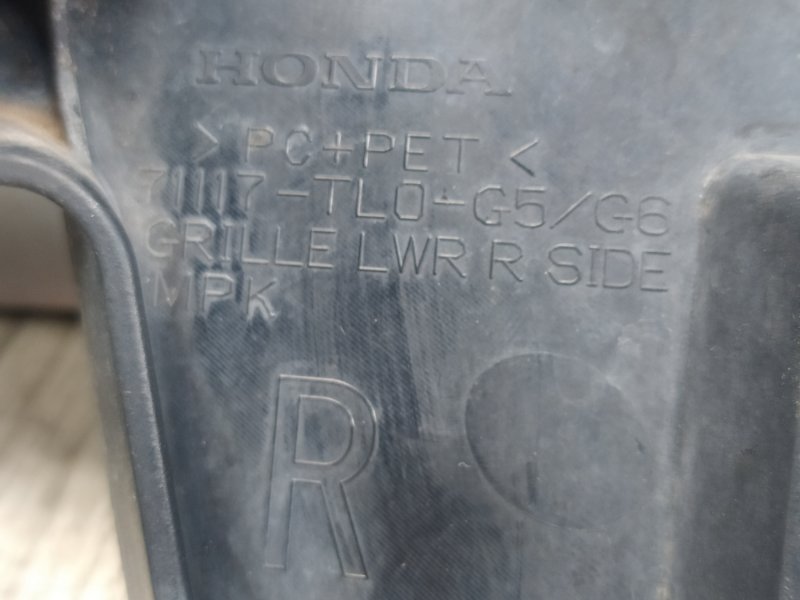 HONDA
> PC+PET <
71117-TL0-G5/G6
GRILLE LWR R SIDE
MPK
R